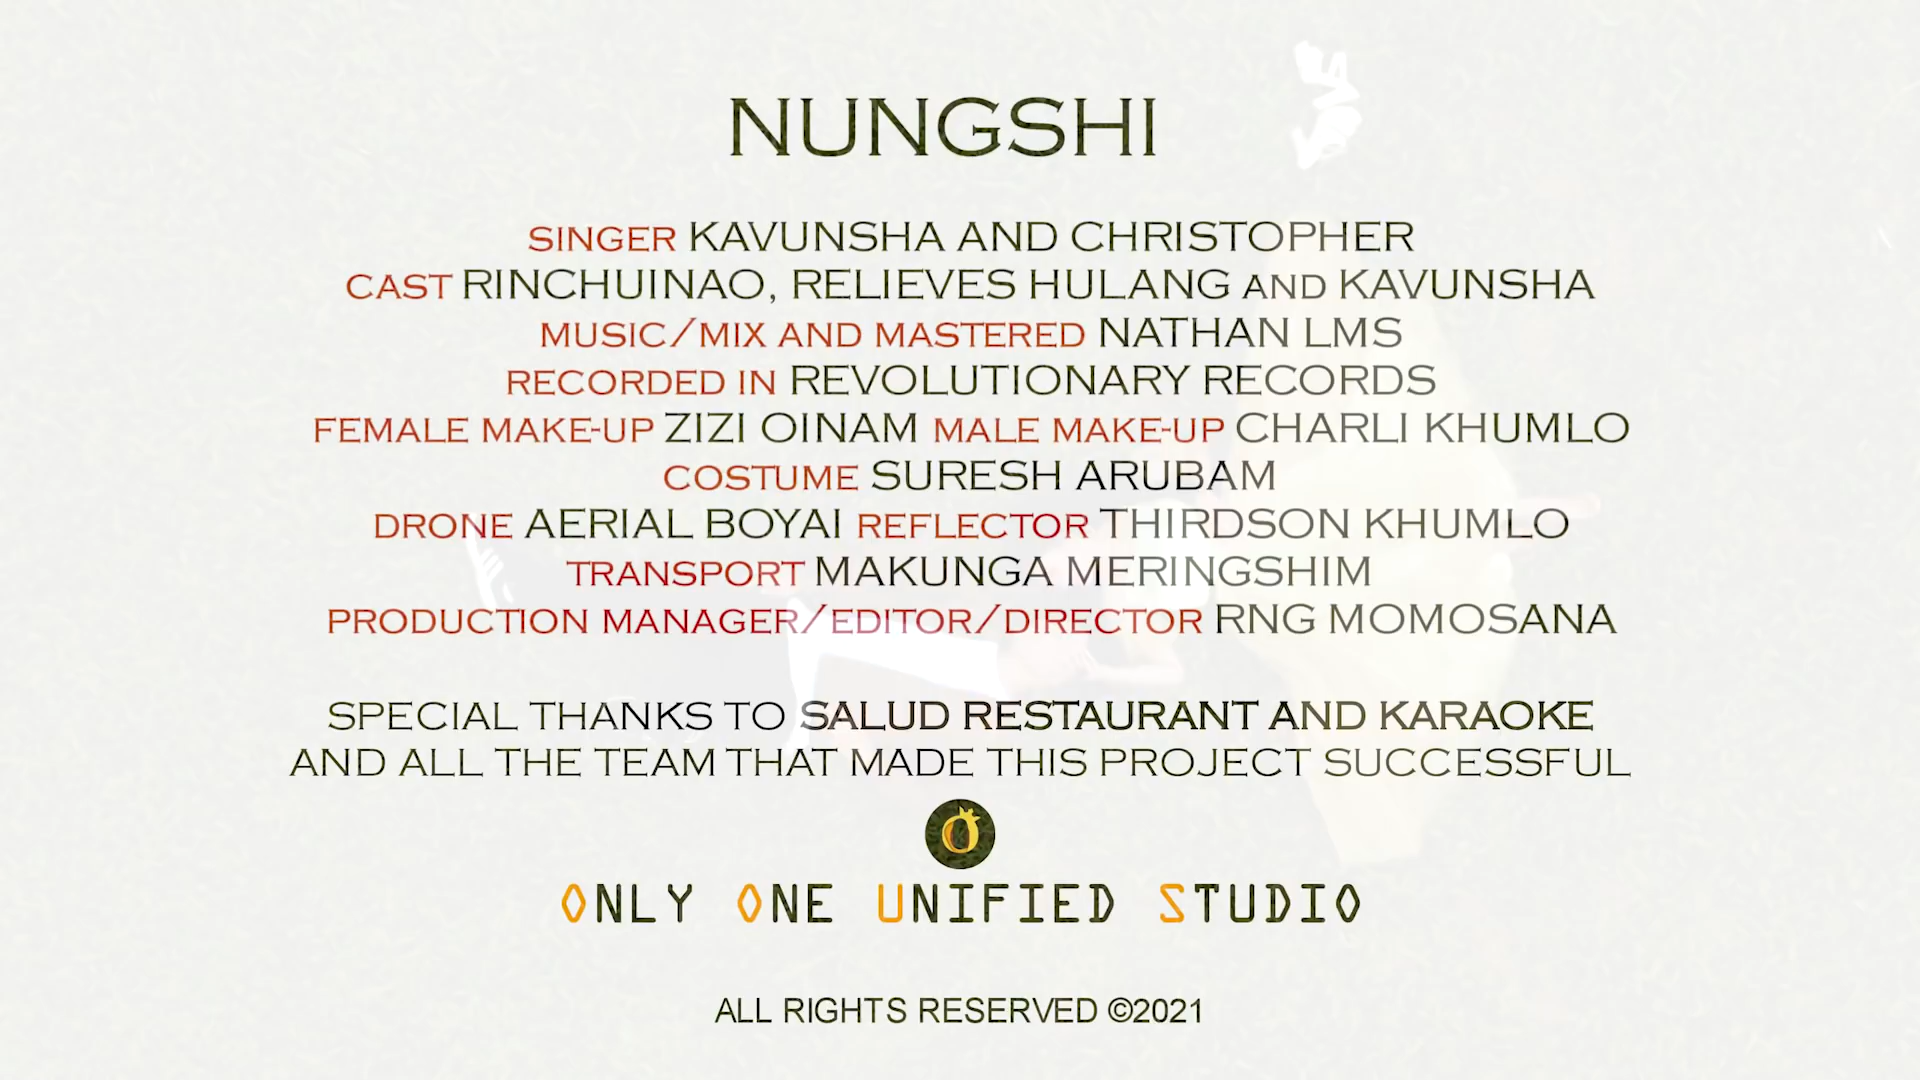 NUNGSHI
SINGER KAVUNSHA AND CHRISTOPHER
CAST RINCHUINAO, RELIEVES HULANG AND KAVUNSHA
MUSIC/MIX AND MASTERED NATHAN LMS
RECORDED IN REVOLUTIONARY RECORDS
FEMALE MAKE-UP ZIZI OINAM MALE MAKE-UP CHARLI KHUMLO
COSTUME SURESH ARUBAM
DRONE AERIAL BOYAI REFLECTOR THIRDSON KHUMLO
TRANSPORT MAKUNGA MERINGSHIM
PRODUCTION MANAGER/EDITOR/DIRECTOR RNG MOMOSANA
SPECIAL THANKS TO SALUD RESTAURANT AND KARAOKE
AND ALL THE TEAM THAT MADE THIS PROJECT SUCCESSFUL
O
ONLY ONE UNIFIED STUDIO
ALL RIGHTS RESERVED ©2021